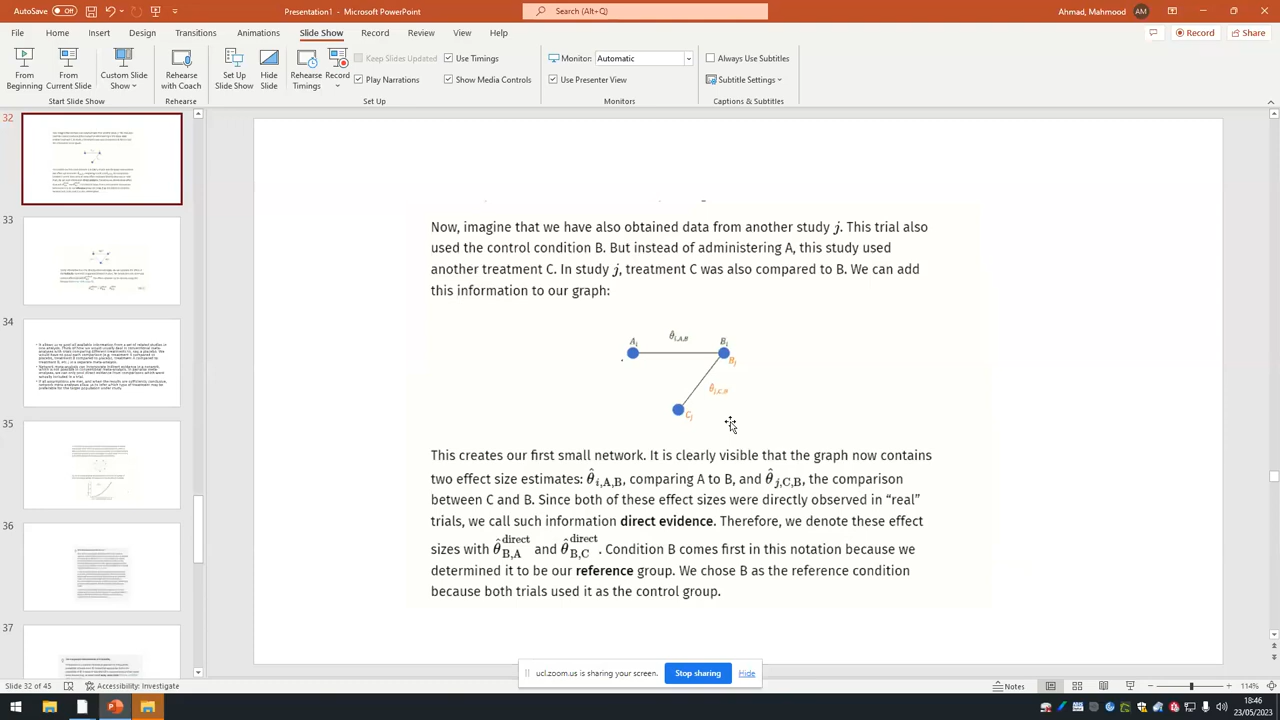 AutoSave Off Presentation1 - Microsoft PowerPoint Search (Alt+Q) Ahmad, Mahmood AM
File Home Insert Design Transitions Animations Slide Show Record Review View Help Record Share
From Beginning
From Current Slide
Custom Slide Show
Rehearse with Coach
Set Up Slide Show
Hide Slide
Rehearse Timings
Record
Keep Slides Updated
Play Narrations
Use Timings
Show Media Controls
Monitor: Automatic
Use Presenter View
Always Use Subtitles
Subtitle Settings
Start Slide Show Rehearse Set Up Monitors Captions & Subtitles
32
33
34
35
36
37
Now, imagine that we have also obtained data from another study j. This trial also
used the control condition B. But instead of administering A, this study used
another treatment C. In study j, treatment C was also compared to B. We can add
this information to our graph:
θ̂i,A,B
Ai Bi
Bj
θ̂j,C,B
Cj
This creates our first small network. It is clearly visible that the graph now contains
two effect size estimates: θ̂i,A,B, comparing A to B, and θ̂j,C,B, the comparison
between C and B. Since both of these effect sizes were directly observed in “real”
trials, we call such information direct evidence. Therefore, we denote these effect
sizes with θ̂B,A direct and θ̂B,C direct. Condition B comes first in this notation because we
determined it to be our reference group. We chose B as the reference condition
because both trials used it as the control group.
ucl.zoom.us is sharing your screen. Stop sharing Hide
Accessibility: Investigate Notes 114%
18:46
23/05/2023